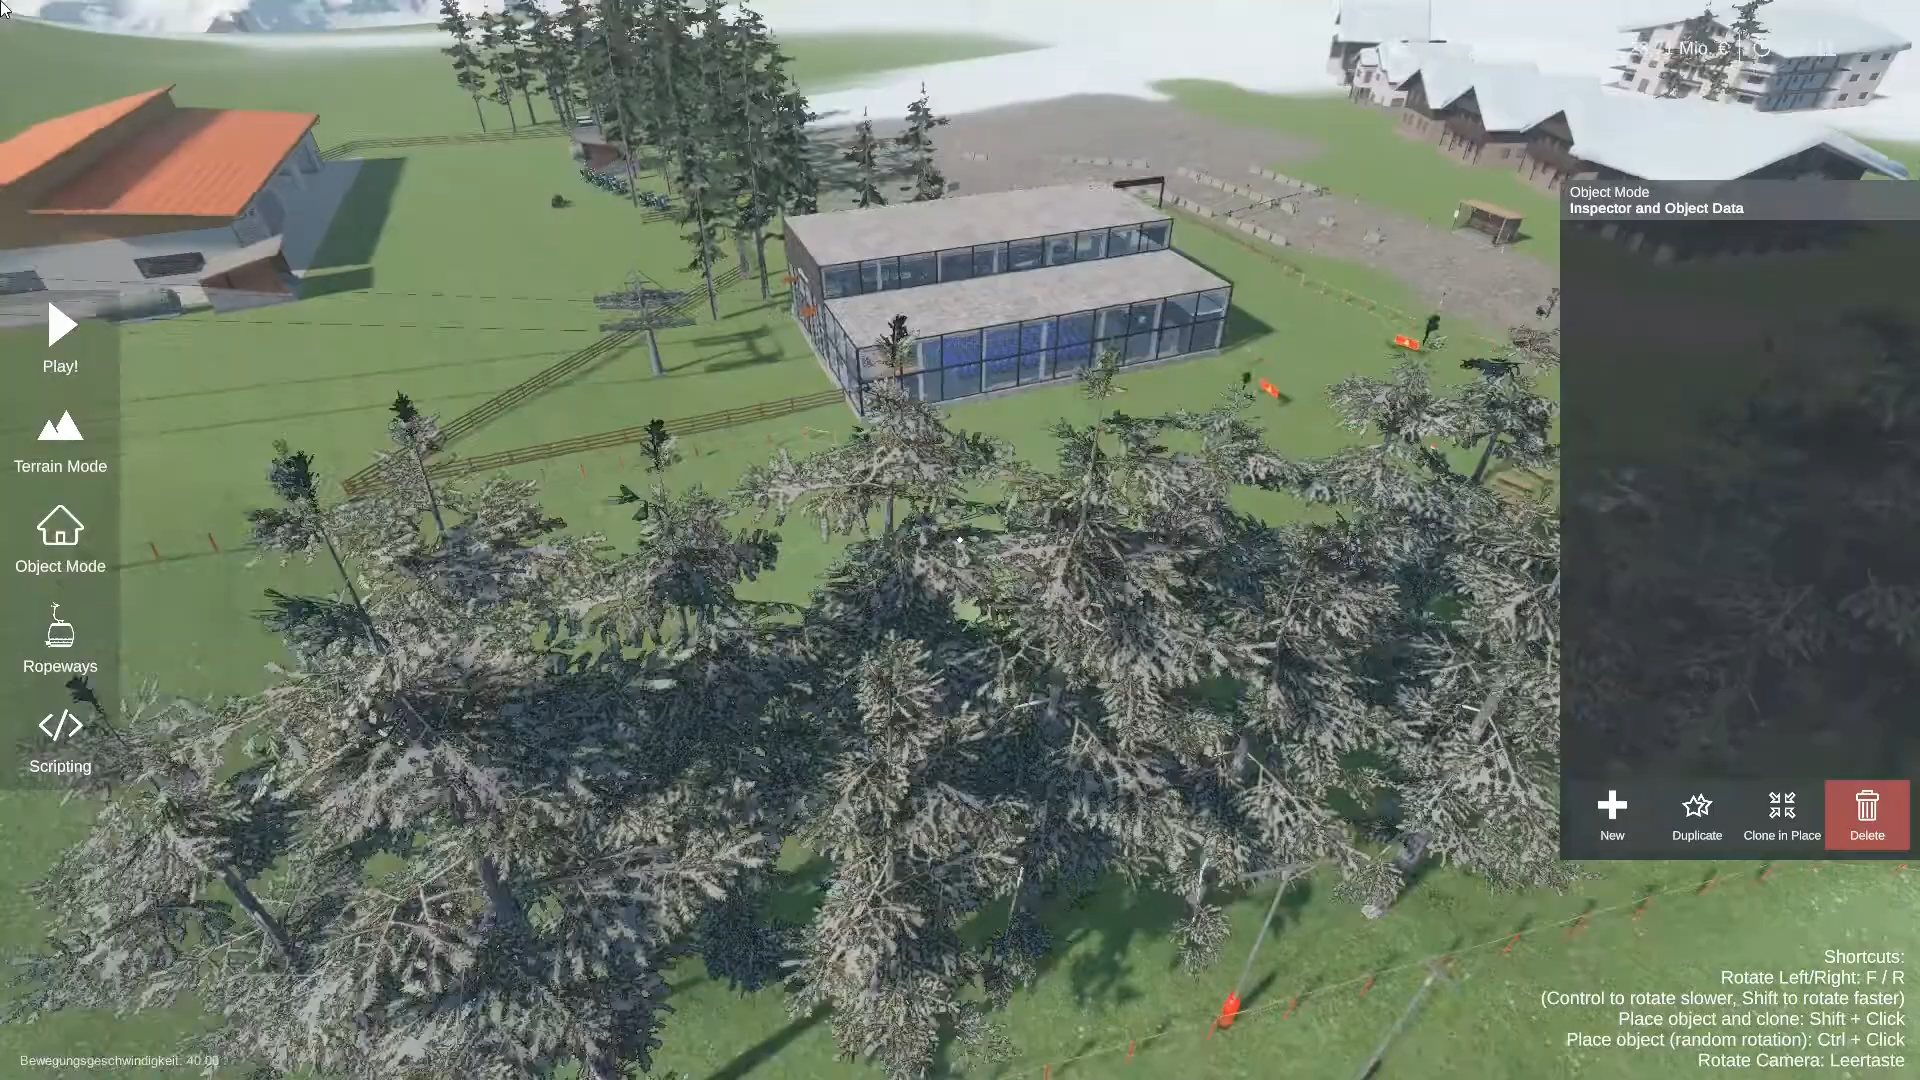 Mio. €
Object Mode
Inspector and Object Data
Play!
Terrain Mode
Object Mode
Ropeways
Scripting
New
Duplicate
Clone in Place
Delete
Shortcuts:
Rotate Left/Right: F / R
(Control to rotate slower, Shift to rotate faster)
Place object and clone: Shift + Click
Place object (random rotation): Ctrl + Click
Rotate Camera: Leertaste
Bewegungsgeschwindigkeit: 40.00